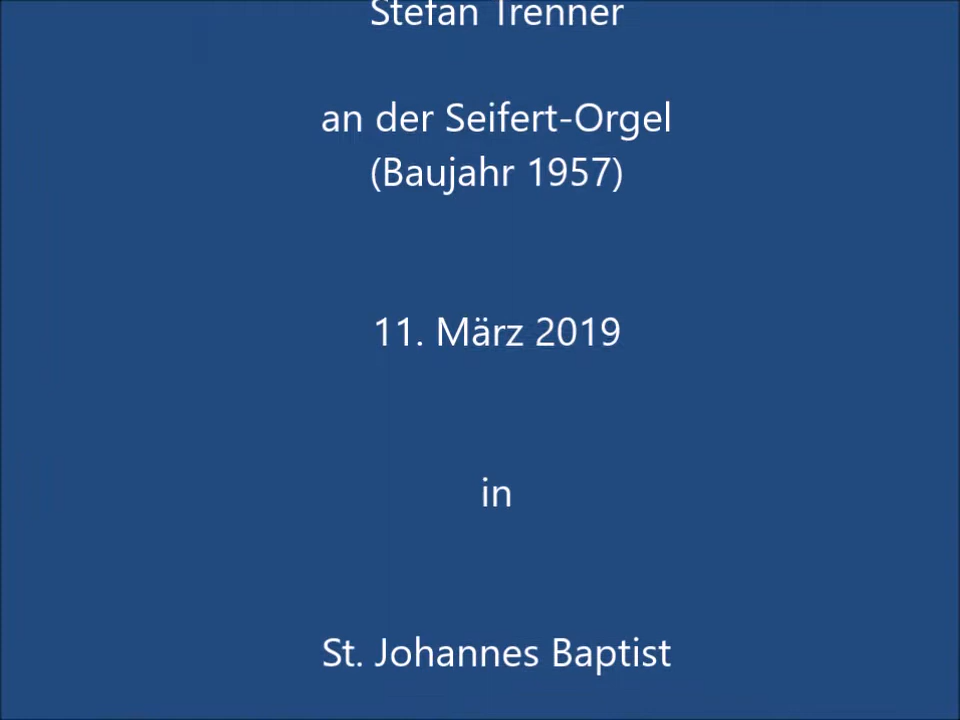 Stefan Trenner
an der Seifert-Orgel
(Baujahr 1957)
11. März 2019
in
St. Johannes Baptist